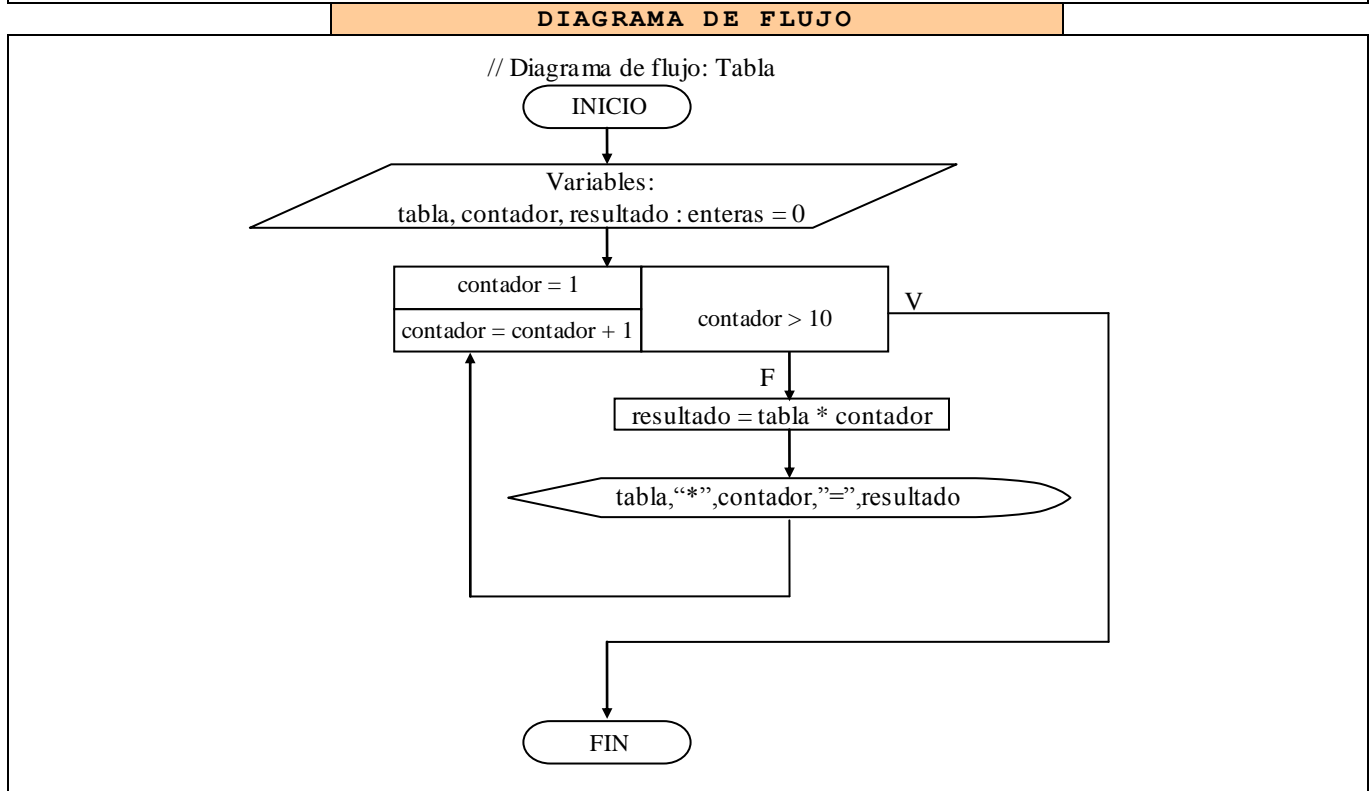 DIAGRAMA DE FLUJO
// Diagrama de flujo: Tabla
INICIO
Variables:
tabla, contador, resultado : enteras = 0
contador = 1
contador = contador + 1
contador > 10
V
F
resultado = tabla * contador
tabla,“*”,contador,”=”,resultado
FIN